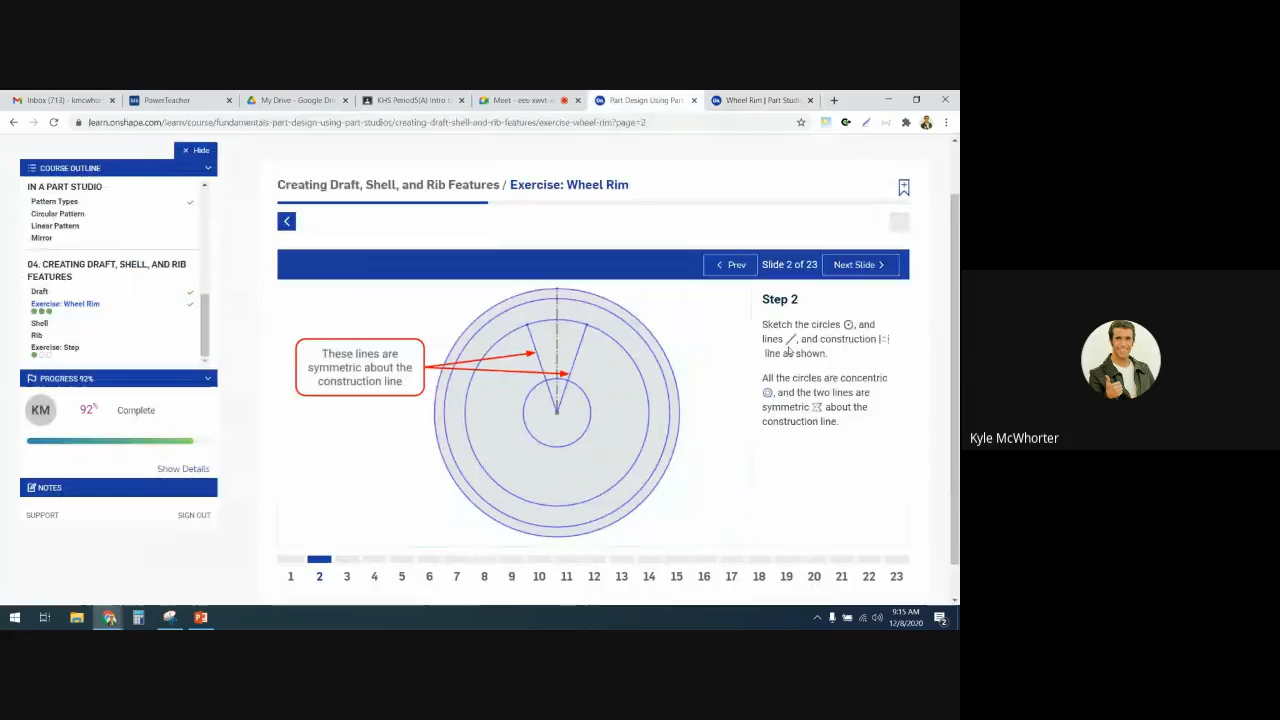 Inbox (713) - kmcwhor
PowerTeacher
My Drive - Google Dri
KHS Period5(A) Intro t
Meet - ees-xwvt-x
Part Design Using Part
Wheel Rim | Part Studi
learn.onshape.com/learn/course/fundamentals-part-design-using-part-studios/creating-draft-shell-and-rib-features/exercise-wheel-rim?page=2
Hide
COURSE OUTLINE
IN A PART STUDIO
Pattern Types
Circular Pattern
Linear Pattern
Mirror
04. CREATING DRAFT, SHELL, AND RIB
FEATURES
Draft
Exercise: Wheel Rim
Shell
Rib
Exercise: Step
PROGRESS 92%
KM
92%
Complete
Show Details
NOTES
SUPPORT
SIGN OUT
Creating Draft, Shell, and Rib Features / Exercise: Wheel Rim
Prev
Slide 2 of 23
Next Slide
These lines are
symmetric about the
construction line
Step 2
Sketch the circles , and
lines , and construction
line as shown.
All the circles are concentric
, and the two lines are
symmetric about the
construction line.
1 2 3 4 5 6 7 8 9 10 11 12 13 14 15 16 17 18 19 20 21 22 23
9:15 AM
12/8/2020
2
Kyle McWhorter